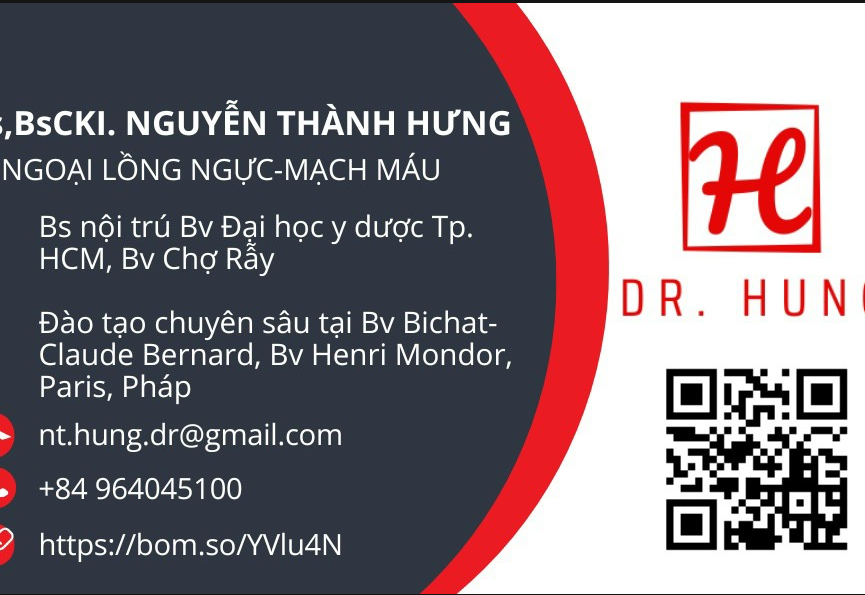 s,BsCKI. NGUYỄN THÀNH HƯNG
NGOẠI LỒNG NGỰC-MẠCH MÁU
Bs nội trú Bv Đại học y dược Tp.
HCM, Bv Chợ Rẫy
Đào tạo chuyên sâu tại Bv Bichat-
Claude Bernard, Bv Henri Mondor,
Paris, Pháp
nt.hung.dr@gmail.com
+84 964045100
https://bom.so/YVlu4N
H
DR. HUNG